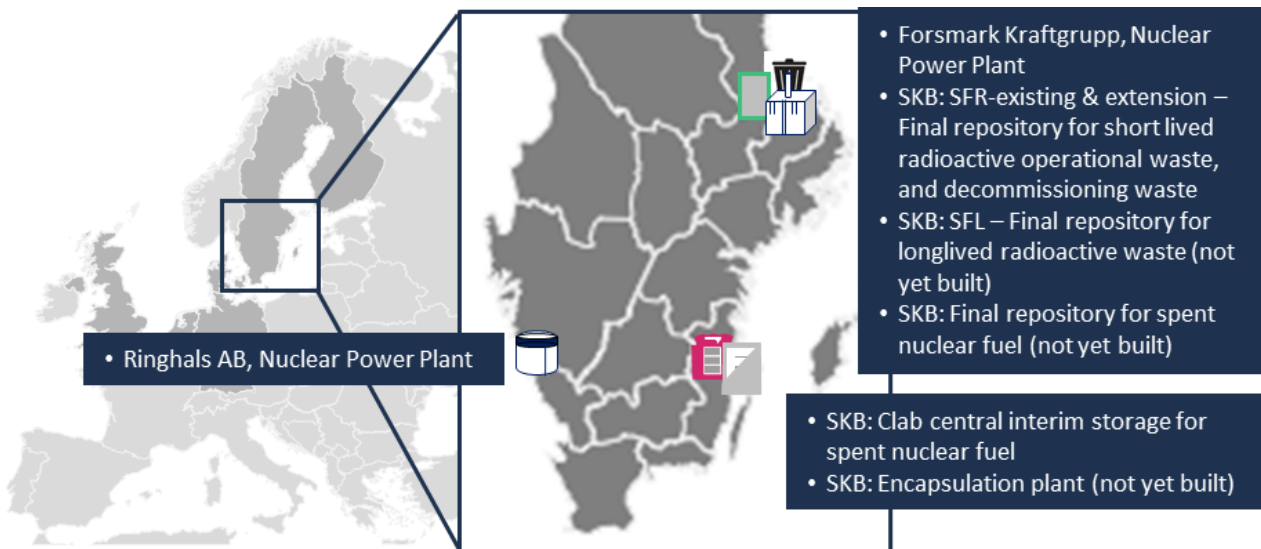 • Forsmark Kraftgrupp, Nuclear
Power Plant
• SKB: SFR-existing & extension –
Final repository for short lived
radioactive operational waste,
and decommissioning waste
• SKB: SFL – Final repository for
longlived radioactive waste (not
yet built)
• SKB: Final repository for spent
nuclear fuel (not yet built)
• Ringhals AB, Nuclear Power Plant
• SKB: Clab central interim storage for
spent nuclear fuel
• SKB: Encapsulation plant (not yet built)